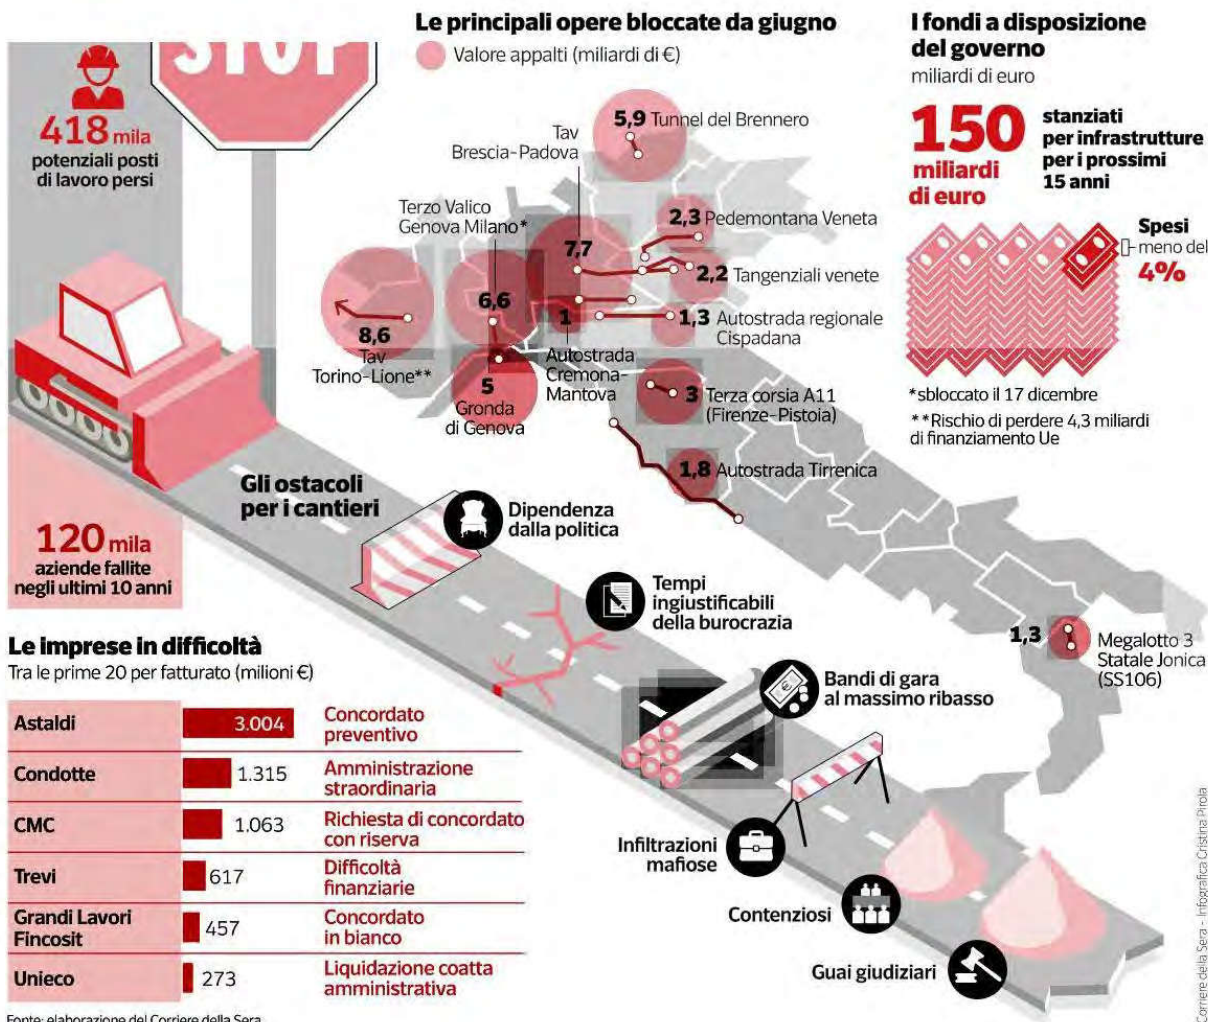 STOP
418 mila
potenziali posti
di lavoro persi
120 mila
aziende fallite
negli ultimi 10 anni
Le principali opere bloccate da giugno
Valore appalti (miliardi di €)
5,9 Tunnel del Brennero
Tav
Brescia-Padova
7,7
Terzo Valico
Genova Milano*
6,6
2,3 Pedemontana Veneta
2,2 Tangenziali venete
8,6
Tav
Torino-Lione**
1
Autostrada
Cremona-
Mantova
1,3 Autostrada regionale
Cispadana
5
Gronda
di Genova
3 Terza corsia A11
(Firenze-Pistoia)
1,8 Autostrada Tirrenica
1,3
Megalotto 3
Statale Jonica
(SS106)
I fondi a disposizione
del governo
miliardi di euro
150
miliardi
di euro
stanziati
per infrastrutture
per i prossimi
15 anni
Spesi
meno del
4%
*sbloccato il 17 dicembre
**Rischio di perdere 4,3 miliardi
di finanziamento Ue
Gli ostacoli
per i cantieri
Dipendenza
dalla politica
Tempi
ingiustificabili
della burocrazia
Bandi di gara
al massimo ribasso
Infiltrazioni
mafiose
Contenziosi
Guai giudiziari
Le imprese in difficoltà
Tra le prime 20 per fatturato (milioni €)
Astaldi 3.004 Concordato
preventivo
Condotte 1.315 Amministrazione
straordinaria
CMC 1.063 Richiesta di concordato
con riserva
Trevi 617 Difficoltà
finanziarie
Grandi Lavori
Fincosit 457 Concordato
in bianco
Unieco 273 Liquidazione coatta
amministrativa
Fonte: elaborazione del Corriere della Sera
Corriere della Sera - Infografica Cristina Pirola